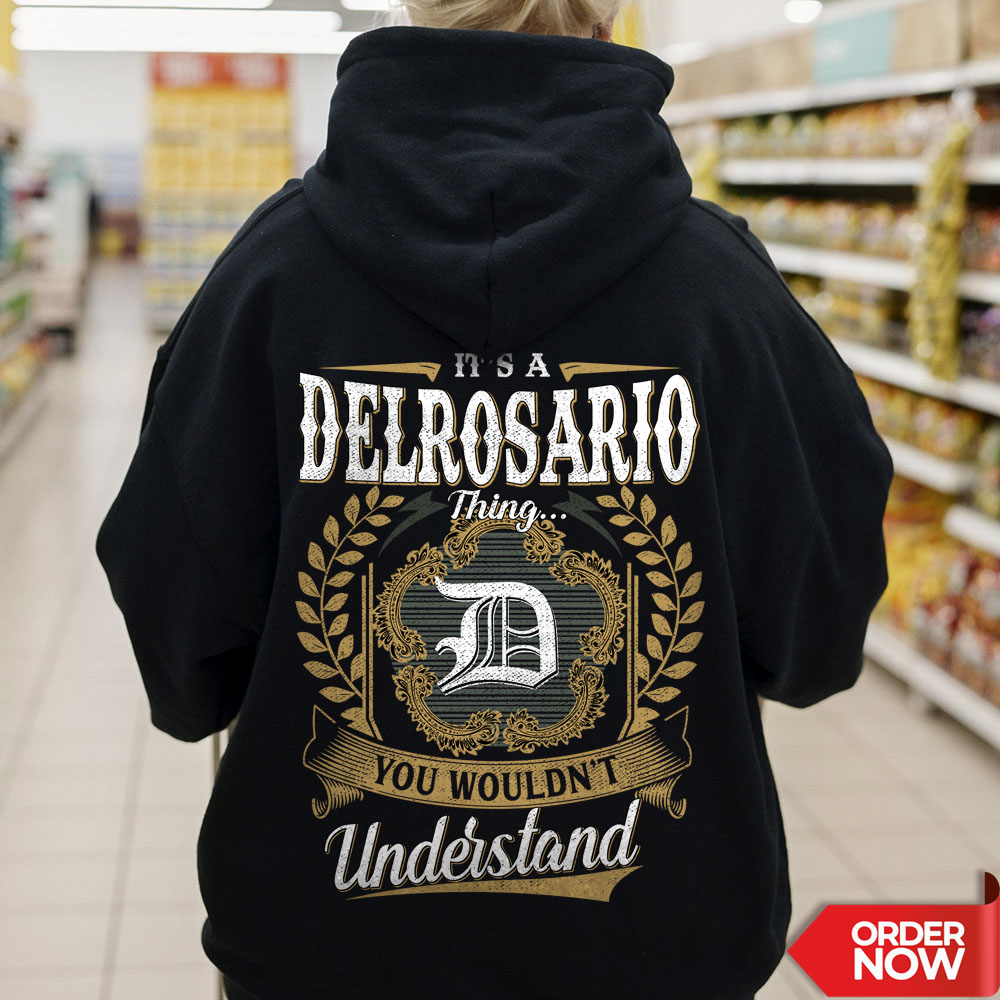 IT'S A
DELROSARIO
Thing...
D
YOU WOULDN'T
Understand
ORDER
NOW